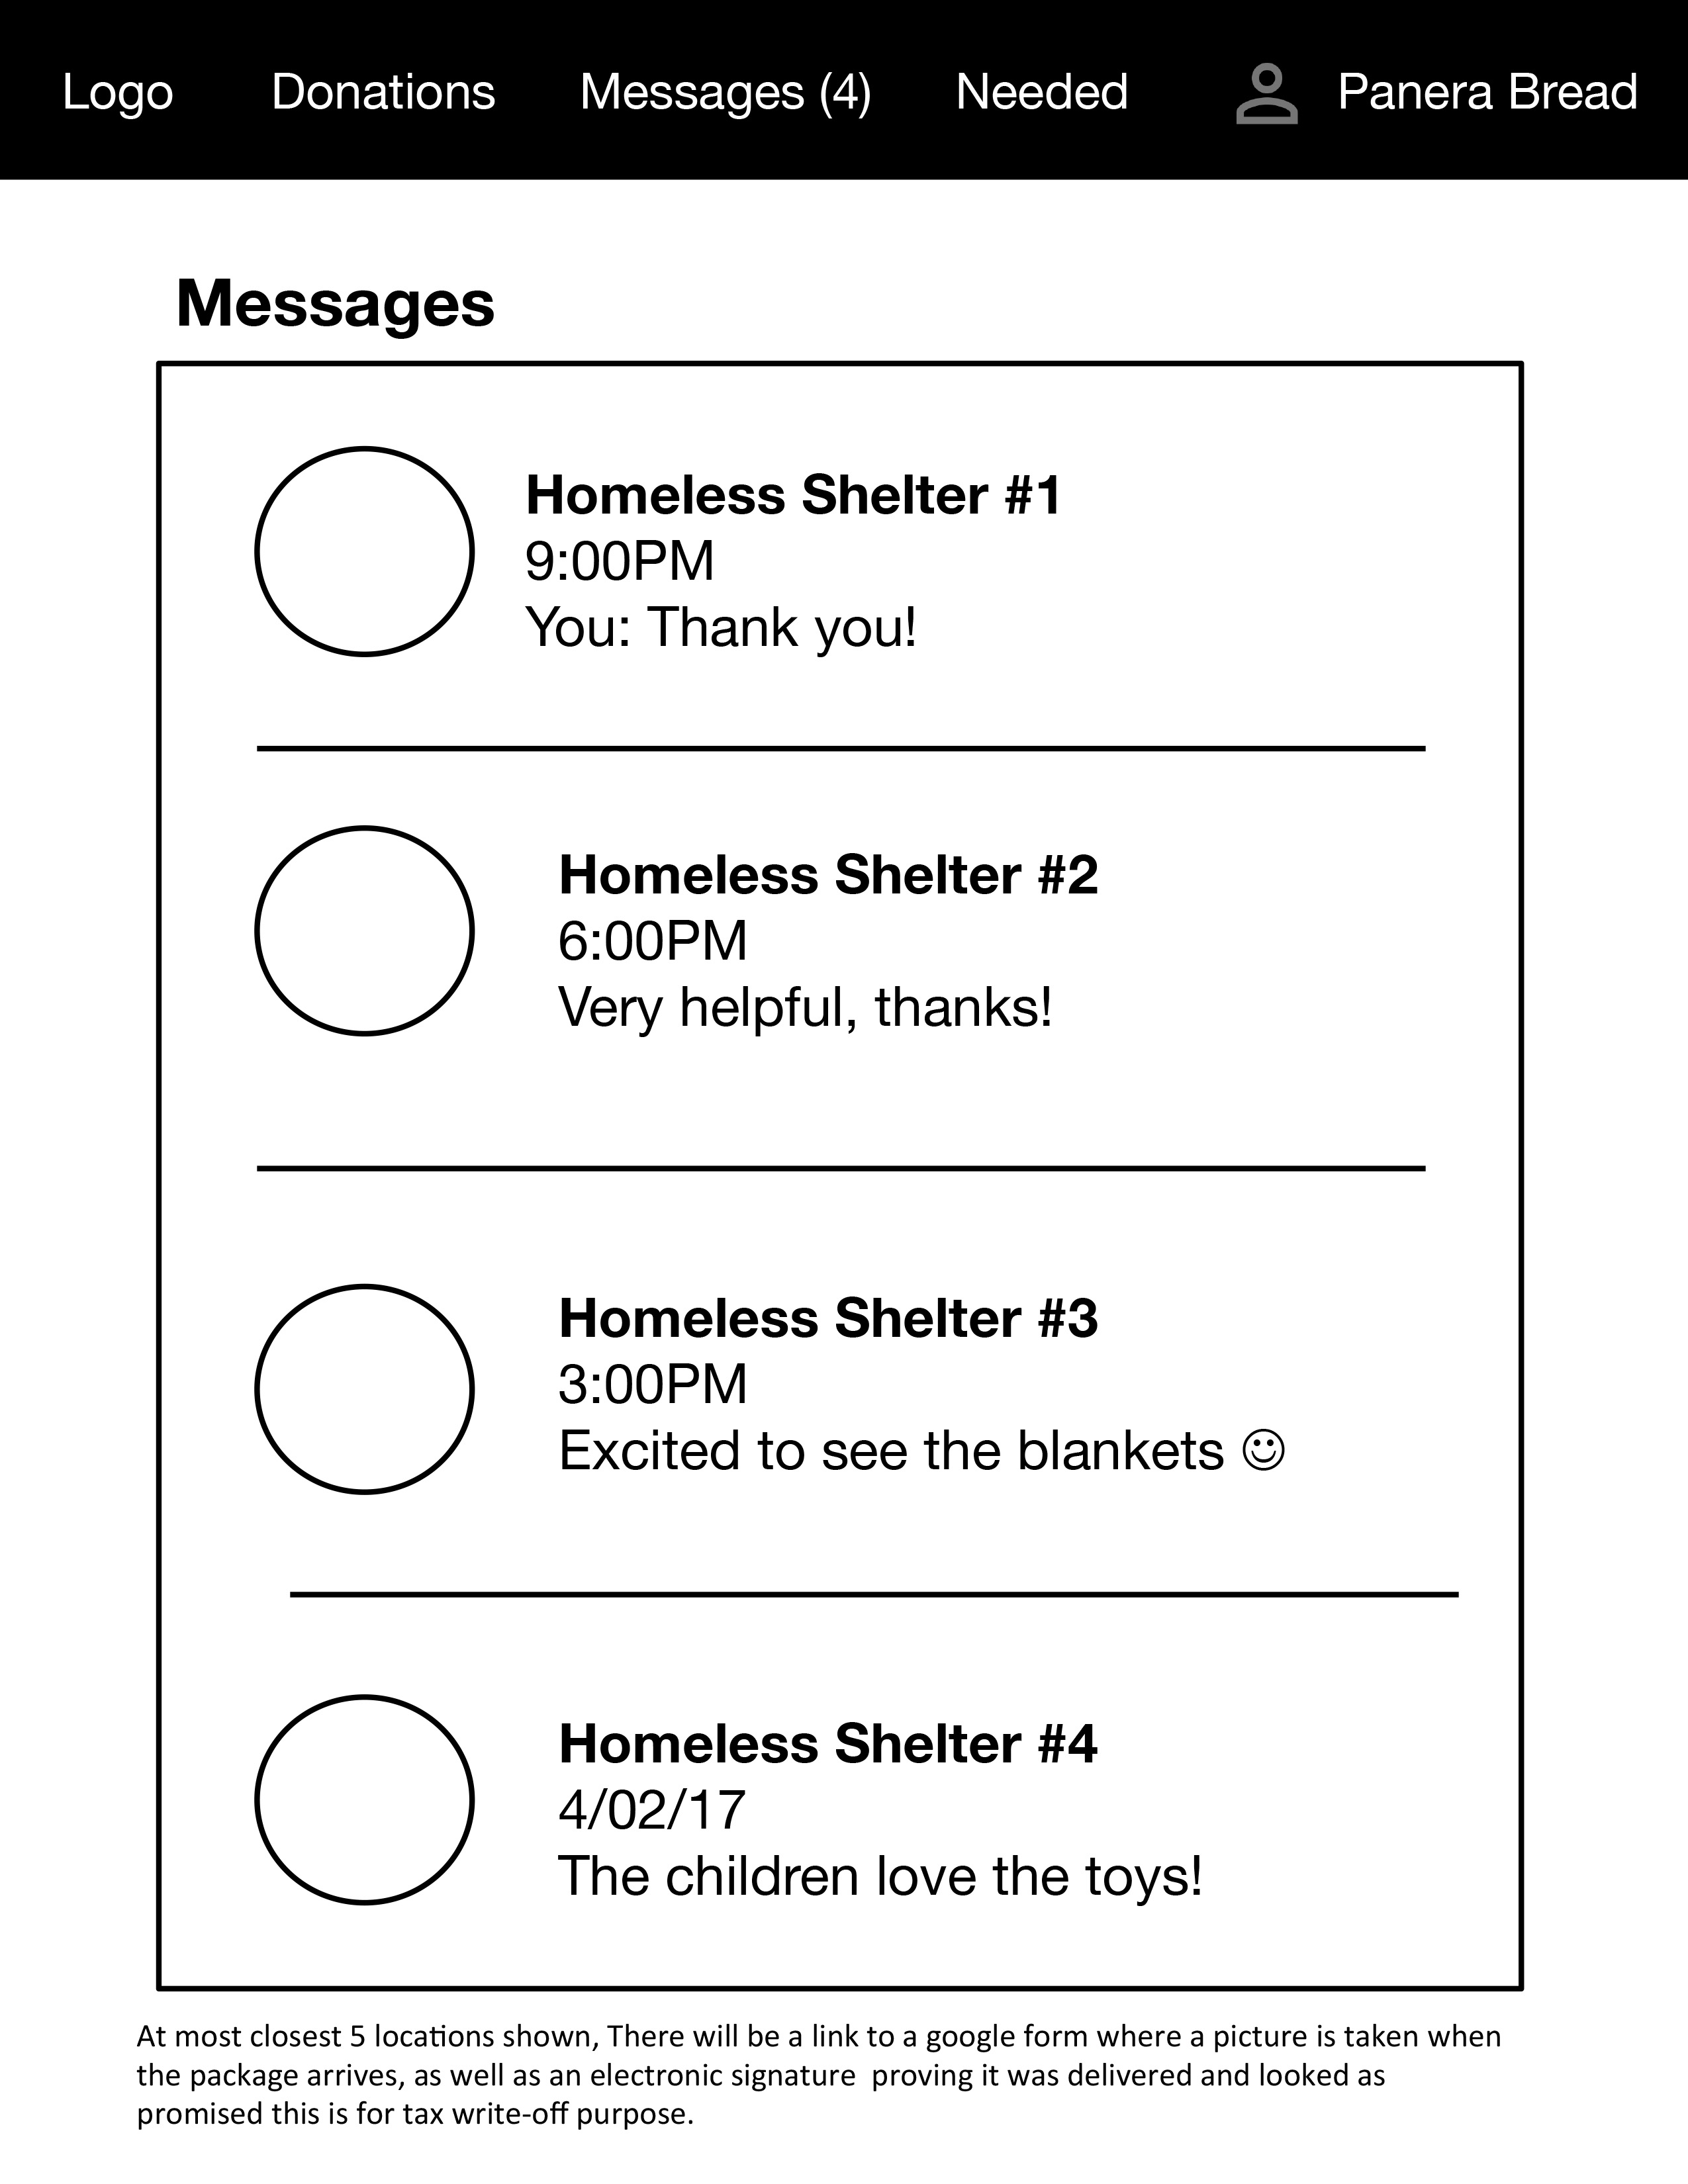 Logo Donations Messages (4) Needed Panera Bread
Messages
Homeless Shelter #1
9:00PM
You: Thank you!
Homeless Shelter #2
6:00PM
Very helpful, thanks!
Homeless Shelter #3
3:00PM
Excited to see the blankets ☺
Homeless Shelter #4
4/02/17
The children love the toys!
At most closest 5 locations shown, There will be a link to a google form where a picture is taken when
the package arrives, as well as an electronic signature  proving it was delivered and looked as
promised this is for tax write-off purpose.